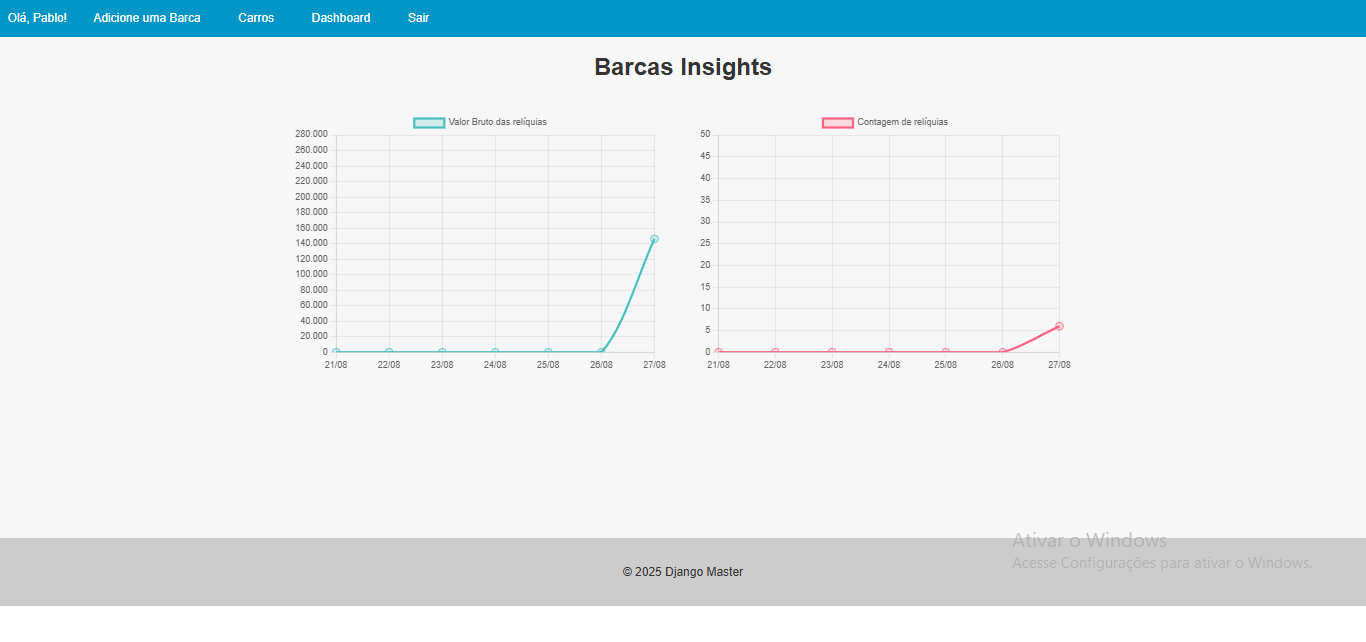 Olá, Pablo! Adicione uma Barca Carros Dashboard Sair
Barcas Insights
Valor Bruto das relíquias
280.000
260.000
240.000
220.000
200.000
180.000
160.000
140.000
120.000
100.000
80.000
60.000
40.000
20.000
0
21/08 22/08 23/08 24/08 25/08 26/08 27/08
Contagem de relíquias
50
45
40
35
30
25
20
15
10
5
0
21/08 22/08 23/08 24/08 25/08 26/08 27/08
Ativar o Windows
Acesse Configurações para ativar o Windows.
© 2025 Django Master